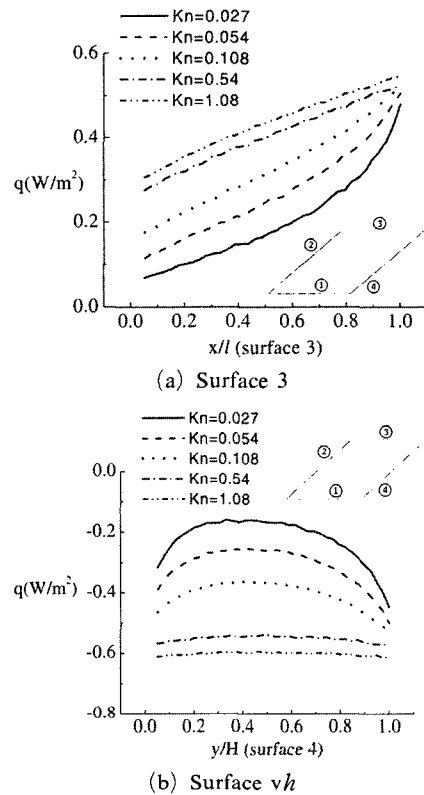 Kn=0.027
Kn=0.054
Kn=0.108
Kn=0.54
Kn=1.08
0.6
0.4
q(W/m²)
0.2
0.0
② ③
① ④
0.0 0.2 0.4 0.6 0.8 1.0
x/l (surface 3)
(a) Surface 3
Kn=0.027
Kn=0.054
Kn=0.108
Kn=0.54
Kn=1.08
② ③
① ④
0.0
-0.2
q(W/m²)
-0.4
-0.6
-0.8
0.0 0.2 0.4 0.6 0.8 1.0
y/H (surface 4)
(b) Surface vh